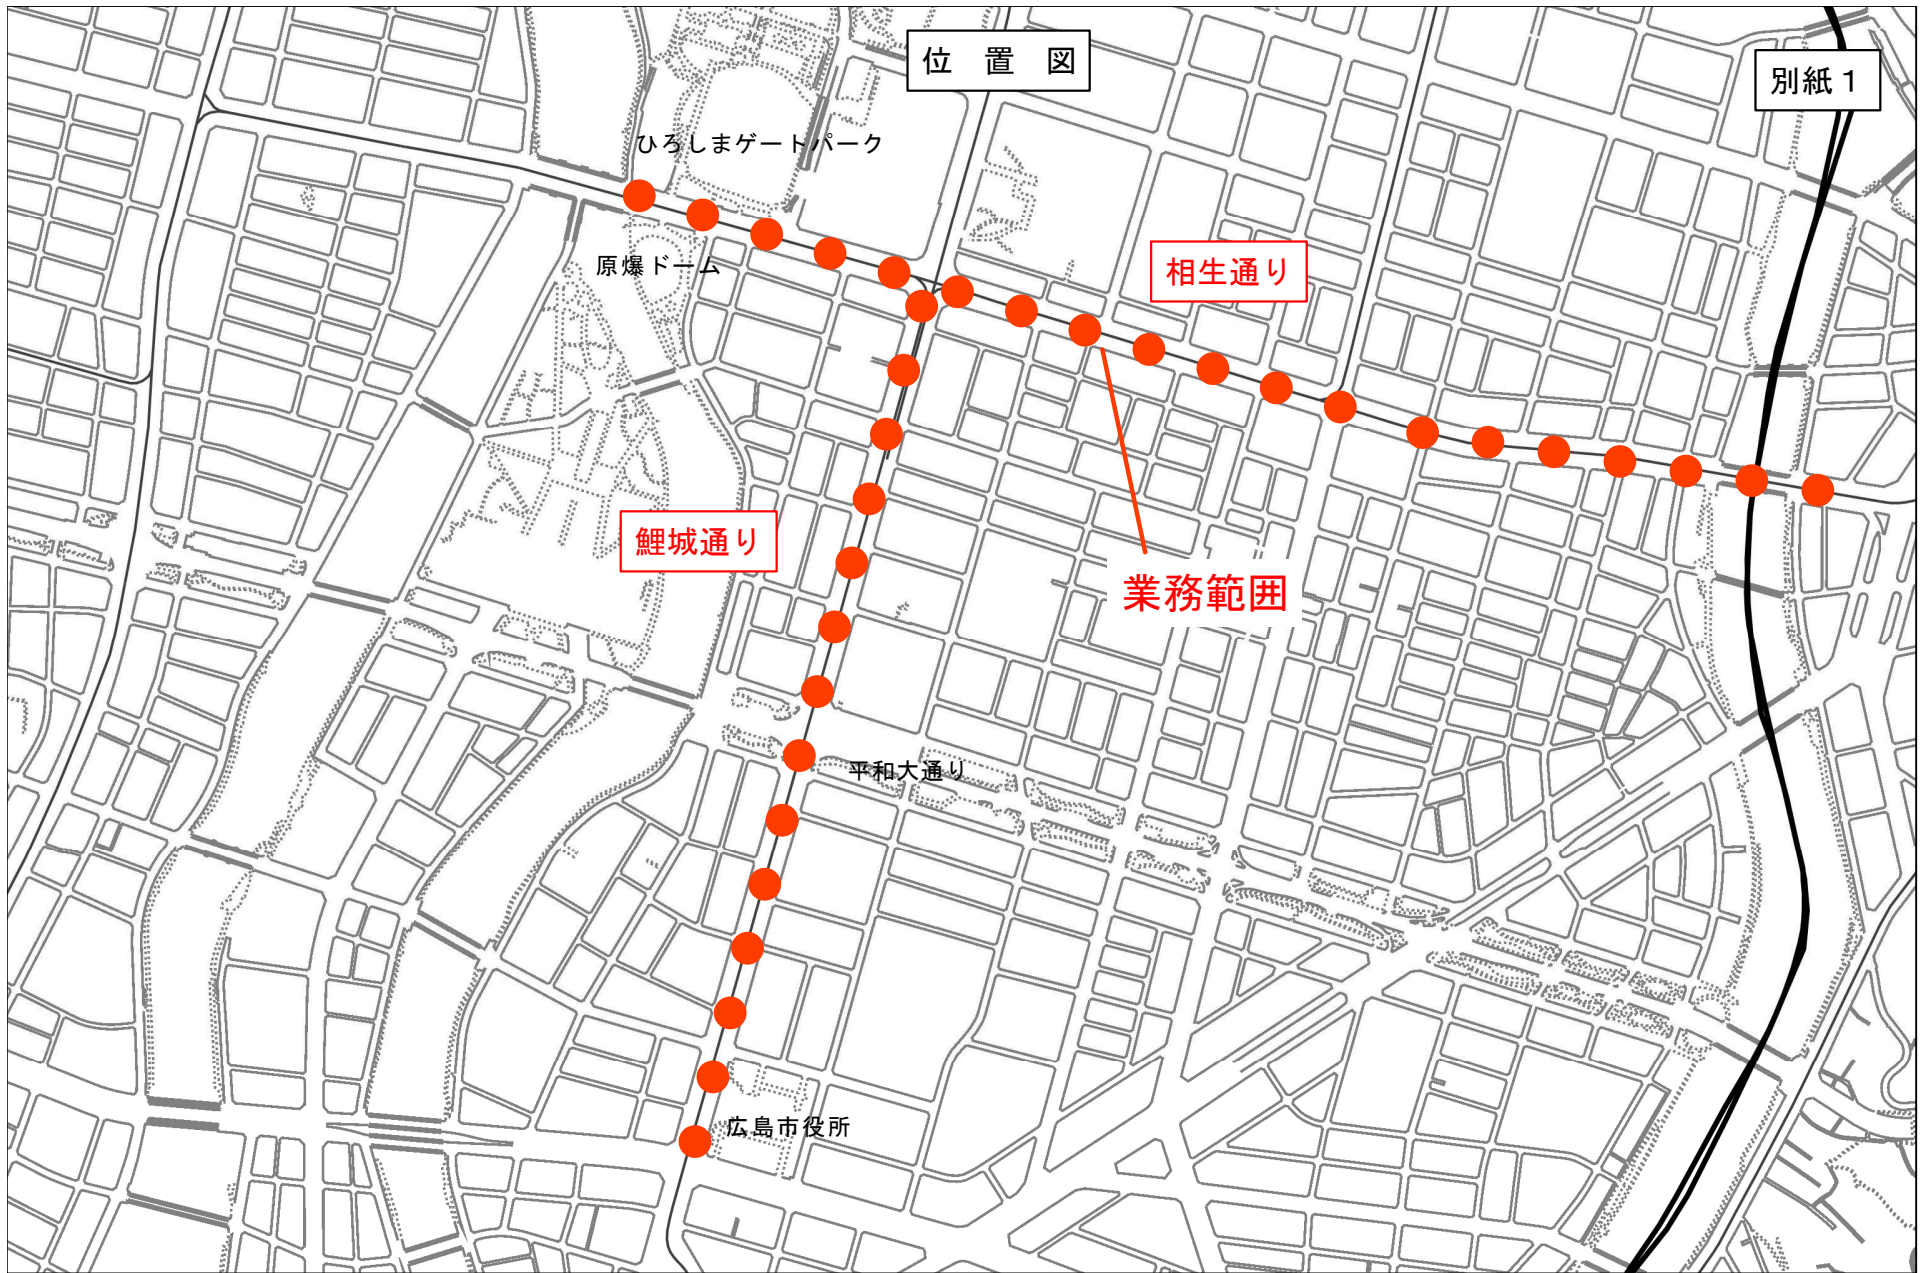 位 置 図
別紙１
ひろしまゲートパーク
原爆ドーム
相生通り
鯉城通り
業務範囲
平和大通り
広島市役所